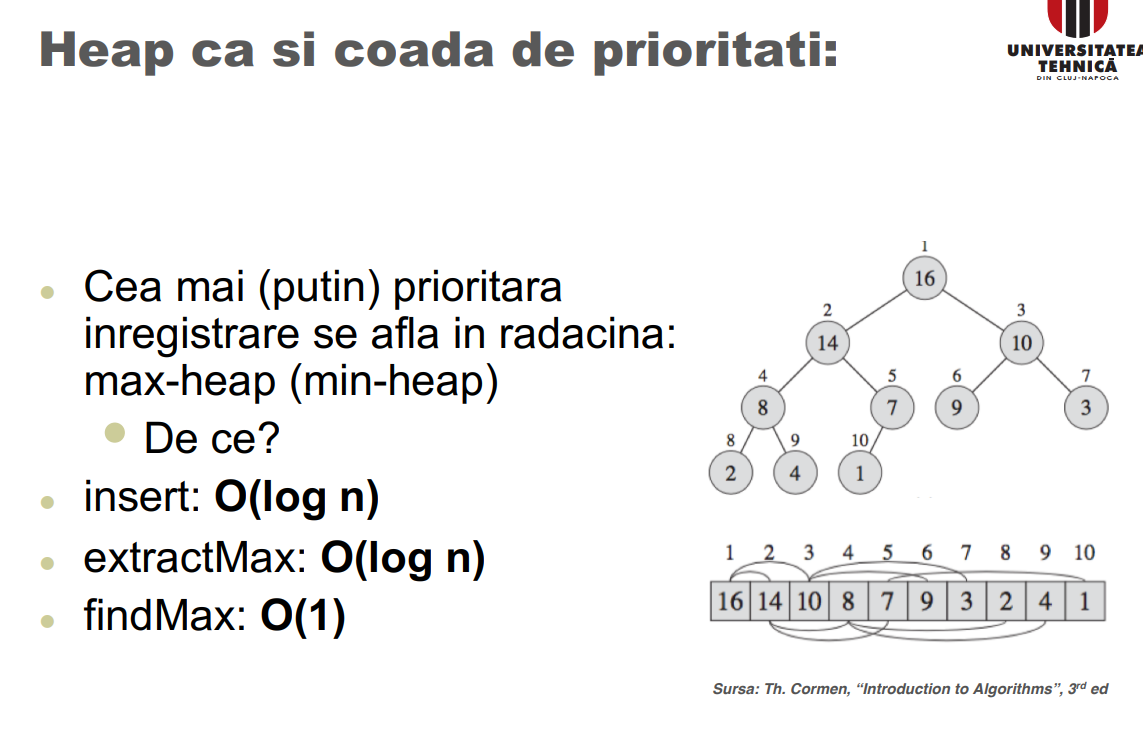 Heap ca si coada de prioritati:
UNIVERSITATEA
TEHNICĂ
DIN CLUJ-NAPOCA
Cea mai (putin) prioritara
inregistrare se afla in radacina:
max-heap (min-heap)
De ce?
insert: O(log n)
extractMax: O(log n)
findMax: O(1)
1
16
2 3
14 10
4 5 6 7
8 7 9 3
8 9 10
2 4 1
1 2 3 4 5 6 7 8 9 10
16 14 10 8 7 9 3 2 4 1
Sursa: Th. Cormen, “Introduction to Algorithms”, 3rd ed